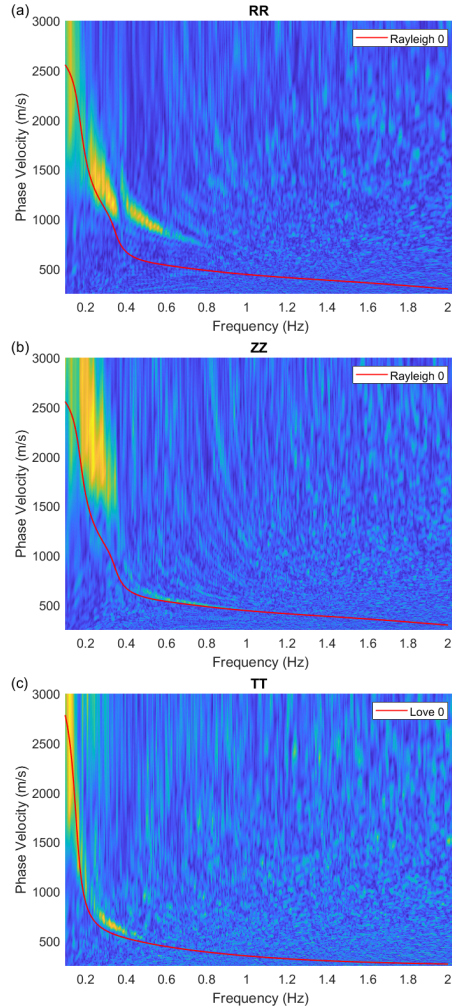 (a) RR
3000
Rayleigh 0
2500
2000
1500
1000
500
Phase Velocity (m/s)
0.2 0.4 0.6 0.8 1 1.2 1.4 1.6 1.8 2
Frequency (Hz)
(b) ZZ
3000
Rayleigh 0
2500
2000
1500
1000
500
Phase Velocity (m/s)
0.2 0.4 0.6 0.8 1 1.2 1.4 1.6 1.8 2
Frequency (Hz)
(c) TT
3000
Love 0
2500
2000
1500
1000
500
Phase Velocity (m/s)
0.2 0.4 0.6 0.8 1 1.2 1.4 1.6 1.8 2
Frequency (Hz)